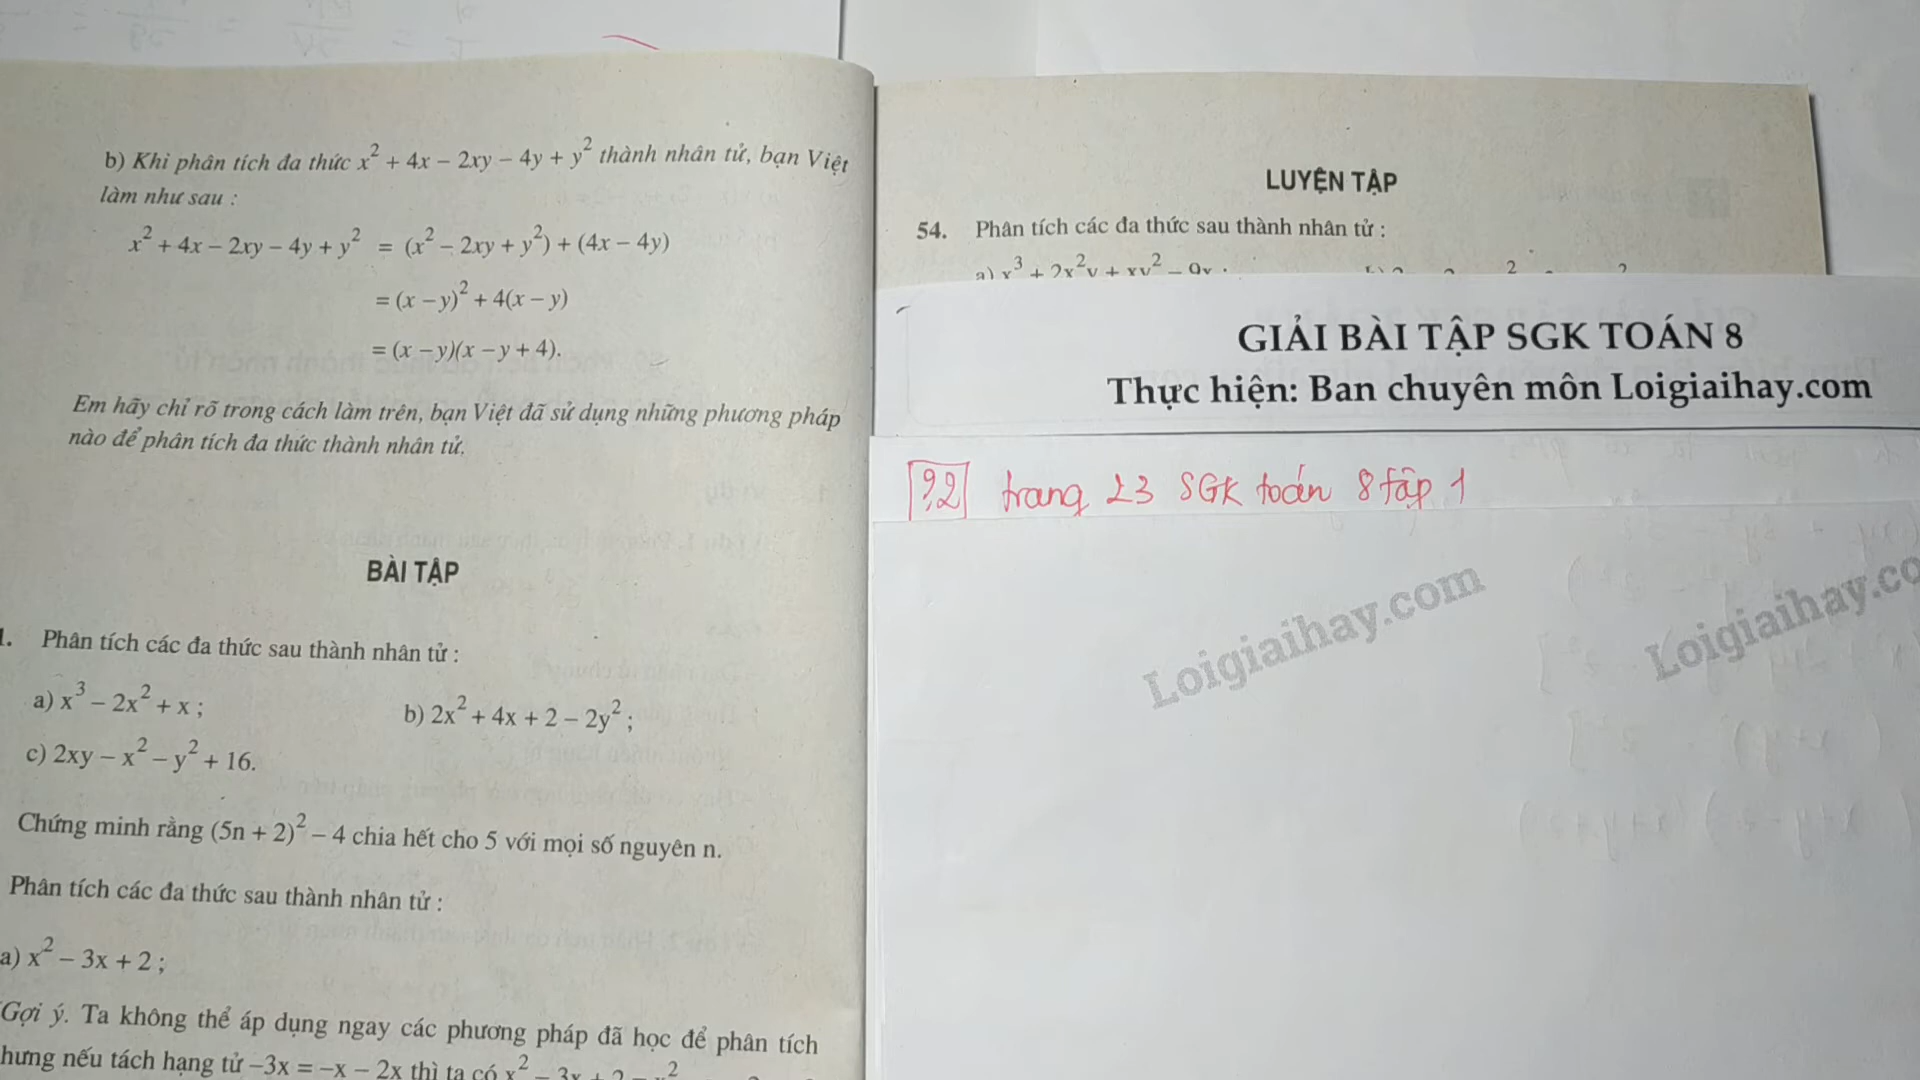 b) Khi phân tích đa thức x² + 4x – 2xy – 4y + y² thành nhân tử, bạn Việt
làm như sau :
x² + 4x – 2xy – 4y + y² = (x² – 2xy + y²) + (4x – 4y)
= (x – y)² + 4(x – y)
= (x – y)(x – y + 4).
Em hãy chỉ rõ trong cách làm trên, bạn Việt đã sử dụng những phương pháp
nào để phân tích đa thức thành nhân tử.
BÀI TẬP
1. Phân tích các đa thức sau thành nhân tử :
a) x³ – 2x² + x ; b) 2x² + 4x + 2 – 2y² ;
c) 2xy – x² – y² + 16.
Chứng minh rằng (5n + 2)² – 4 chia hết cho 5 với mọi số nguyên n.
Phân tích các đa thức sau thành nhân tử :
a) x² – 3x + 2 ;
Gợi ý. Ta không thể áp dụng ngay các phương pháp đã học để phân tích
hưng nếu tách hạng tử –3x = –x – 2x thì ta có x² – 3x + 2
LUYỆN TẬP
54. Phân tích các đa thức sau thành nhân tử :
a) x³ + 2x²y + xy² – 9x ;
GIẢI BÀI TẬP SGK TOÁN 8
Thực hiện: Ban chuyên môn Loigiaihay.com
?2 trang 23 SGK toán 8 tập 1
Loigiaihay.com
Loigiaihay.co